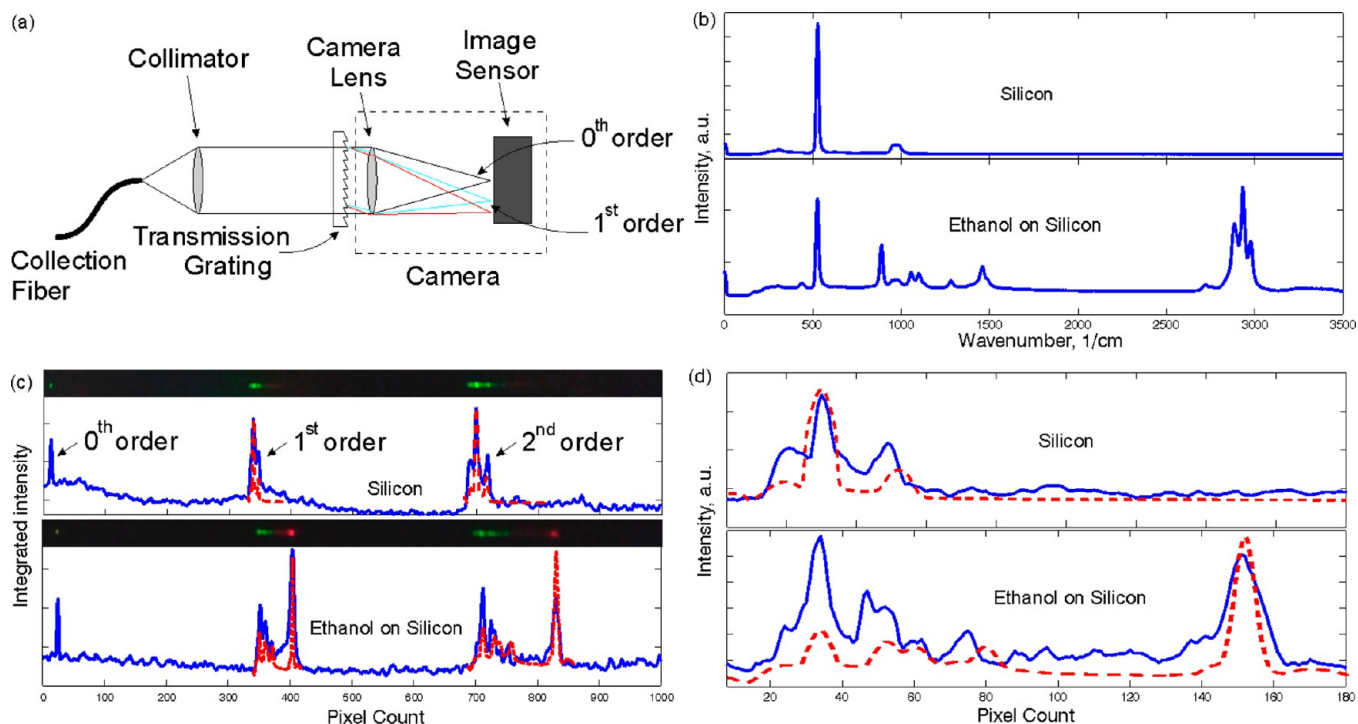 (a)
Collimator
Camera
Lens
Image
Sensor
0th order
1st order
Transmission
Grating
Camera
Collection
Fiber
(b)
Intensity, a.u.
Silicon
Ethanol on Silicon
0 500 1000 1500 2000 2500 3000 3500
Wavenumber, 1/cm
(c)
Integrated intensity
0th order
1st order
2nd order
Silicon
Ethanol on Silicon
0 100 200 300 400 500 600 700 800 900 1000
Pixel Count
(d)
Intensity, a.u.
Silicon
Ethanol on Silicon
20 40 60 80 100 120 140 160 180
Pixel Count